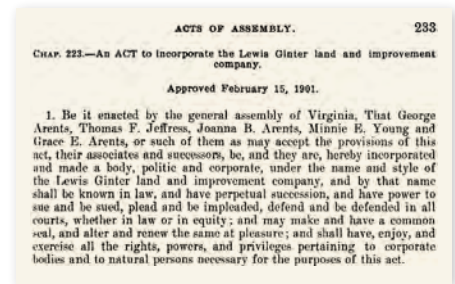 ACTS OF ASSEMBLY. 233
CHAP. 223.—An ACT to incorporate the Lewis Ginter land and improvement
company.
Approved February 15, 1901.
1. Be it enacted by the general assembly of Virginia, That George
Arents, Thomas F. Jeffress, Joanna B. Arents, Minnie E. Young and
Grace E. Arents, or such of them as may accept the provisions of this
act, their associates and successors, be, and they are, hereby incorporated
and made a body, politic and corporate, under the name and style of
the Lewis Ginter land and improvement company, and by that name
shall be known in law, and have perpetual succession, and have power to
sue and be sued, plead and be impleaded, defend and be defended in all
courts, whether in law or in equity; and may make and have a common
seal, and alter and renew the same at pleasure; and shall have, enjoy, and
exercise all the rights, powers, and privileges pertaining to corporate
bodies and to natural persons necessary for the purposes of this act.